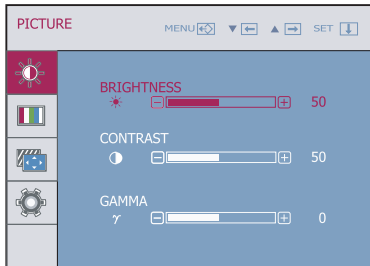 PICTURE MENU ▼ ▲ SET
BRIGHTNESS
50
CONTRAST
50
GAMMA
γ 0